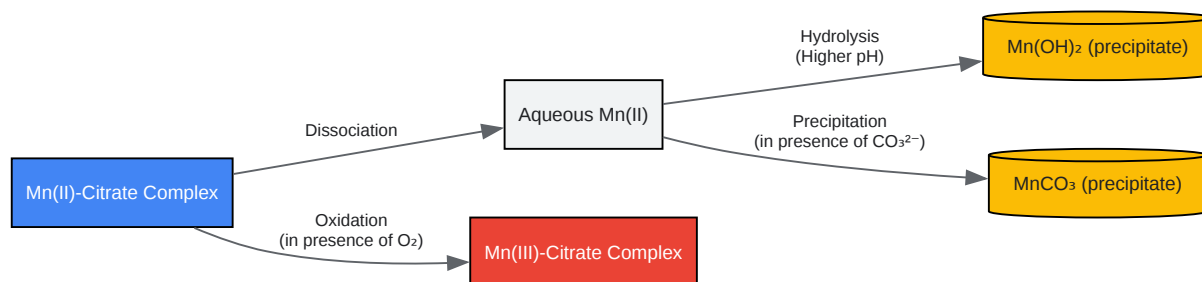 Mn(II)-Citrate Complex
Dissociation
Oxidation
(in presence of O₂)
Aqueous Mn(II)
Mn(III)-Citrate Complex
Hydrolysis
(Higher pH)
Precipitation
(in presence of CO₃²⁻)
Mn(OH)₂ (precipitate)
MnCO₃ (precipitate)